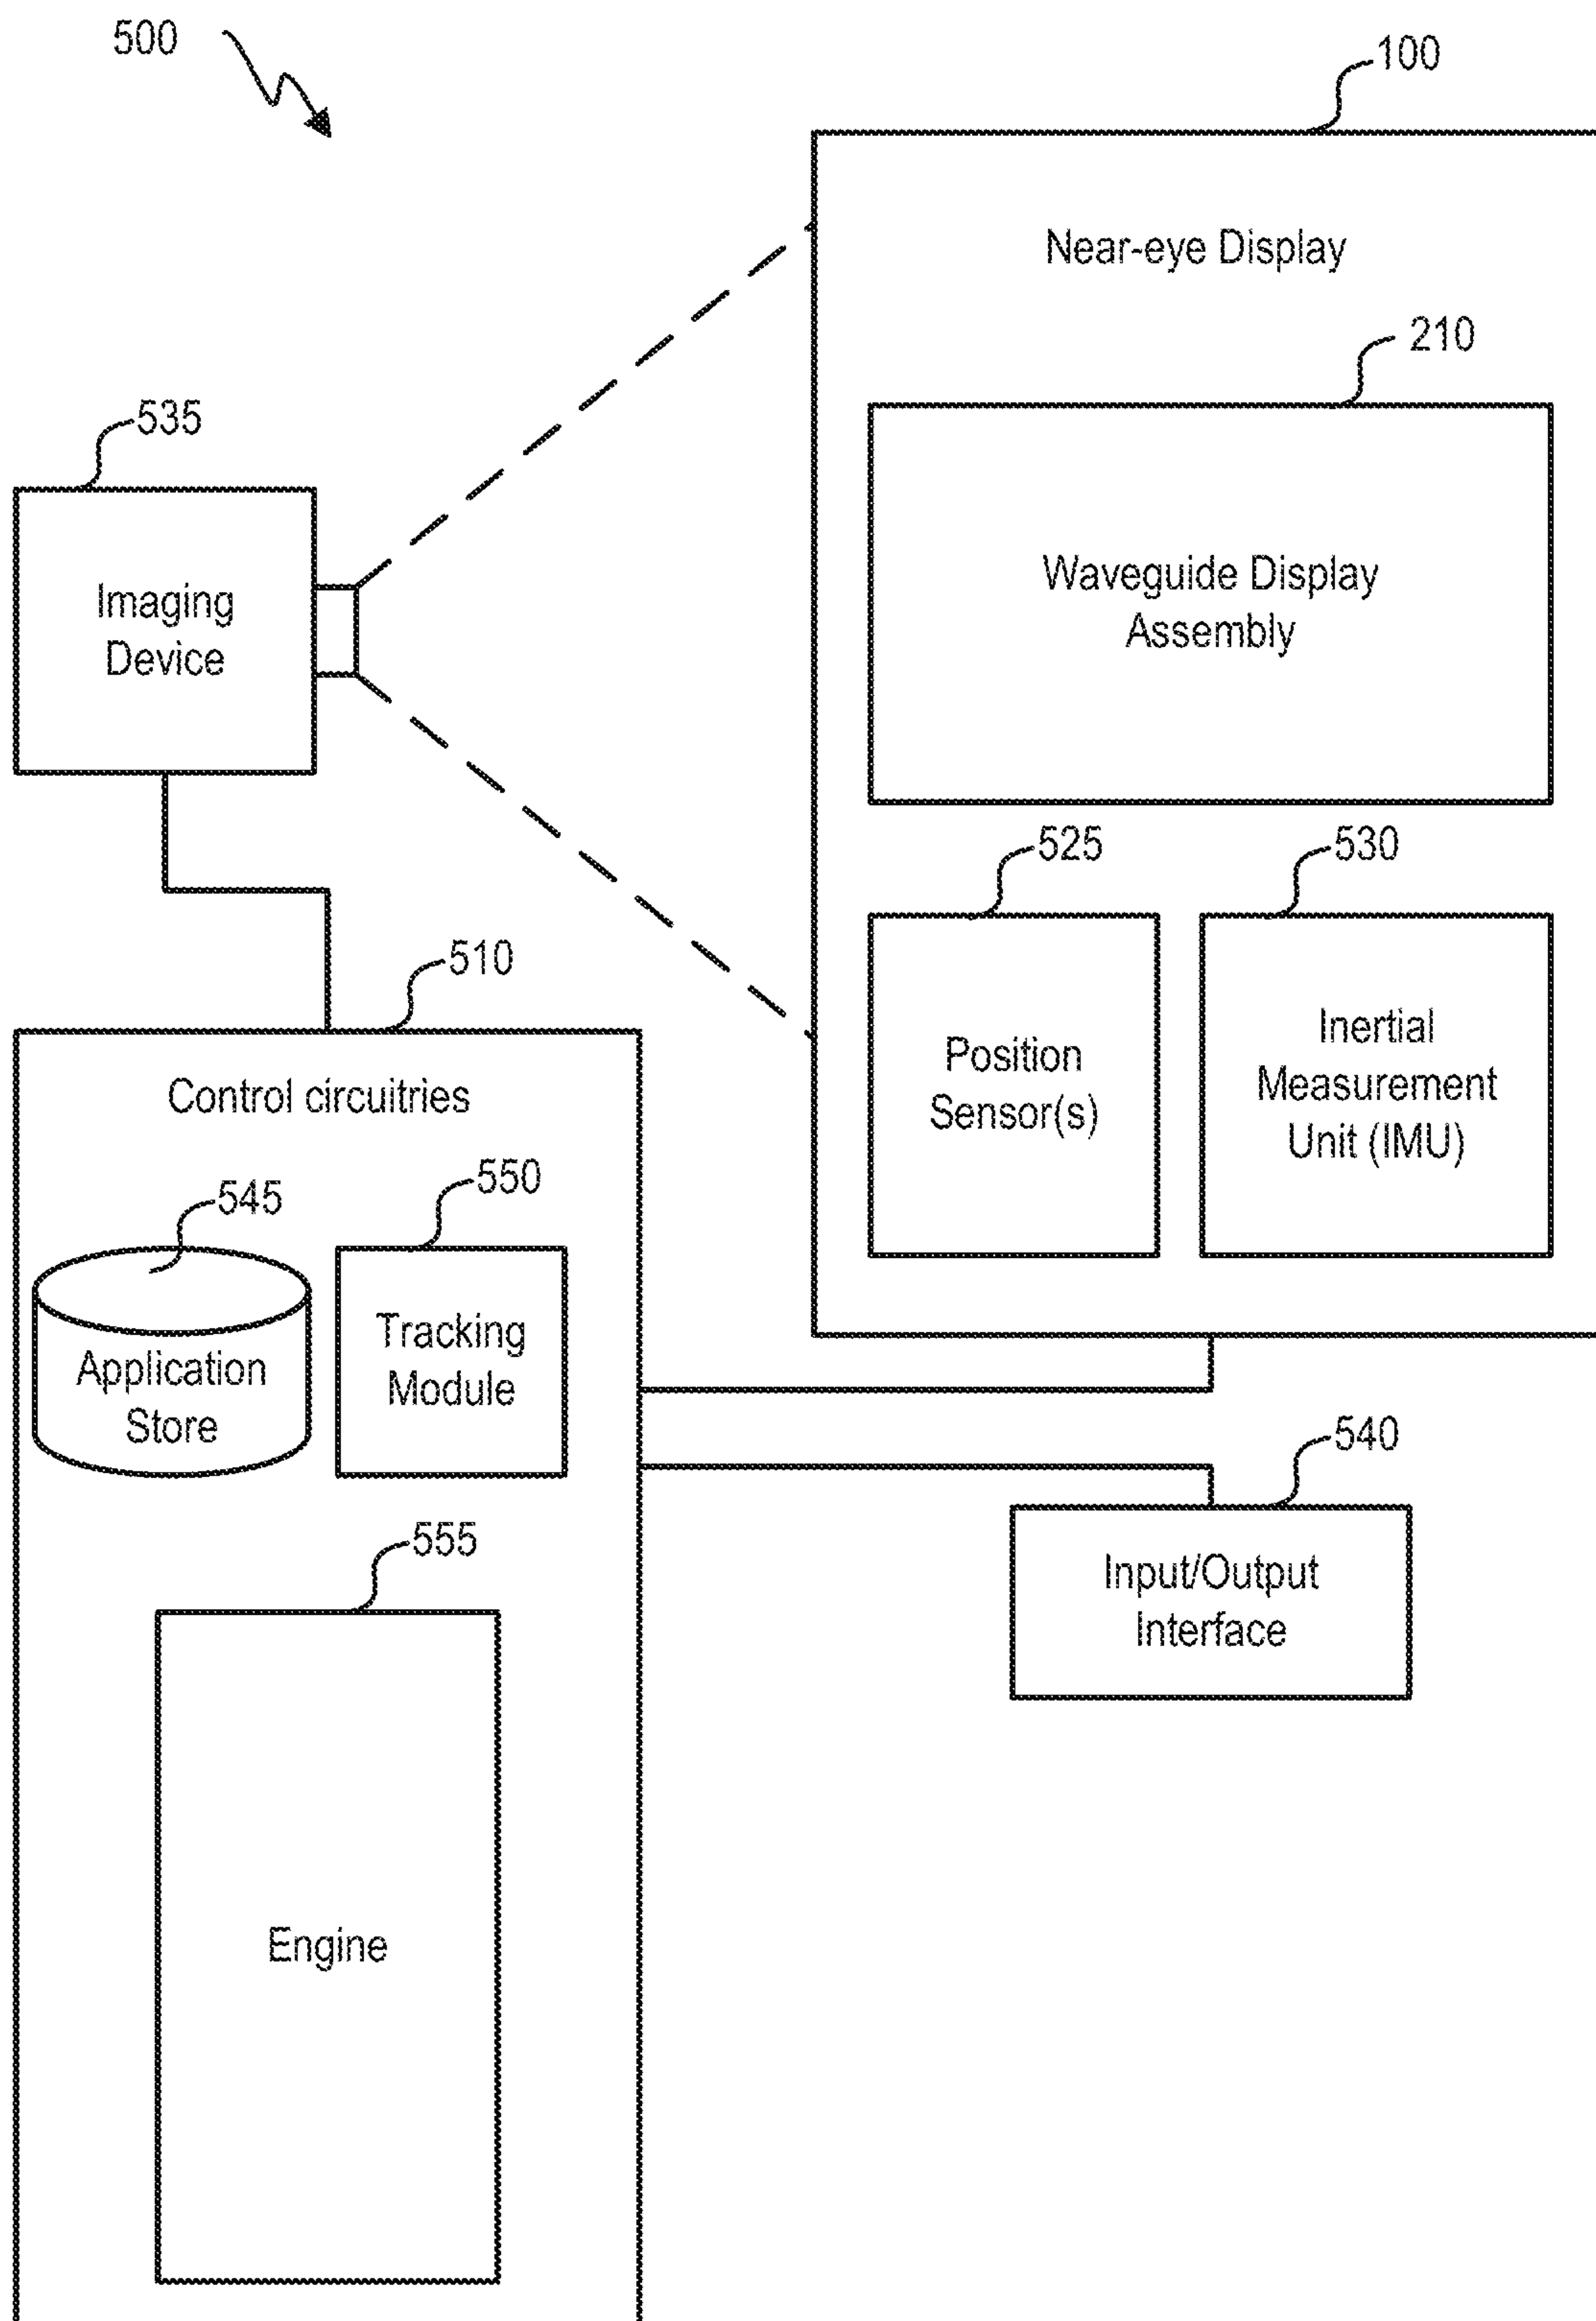 500
100
Near-eye Display
210
Waveguide Display
Assembly
535
Imaging
Device
525
530
Position
Sensor(s)
Inertial
Measurement
Unit (IMU)
510
Control circuitries
545
550
Application
Store
Tracking
Module
540
Input/Output
Interface
555
Engine